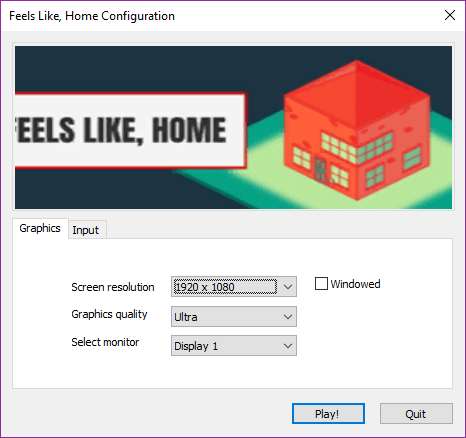 Feels Like, Home Configuration
FEELS LIKE, HOME
Graphics
Input
Screen resolution
1920 x 1080
Windowed
Graphics quality
Ultra
Select monitor
Display 1
Play!
Quit